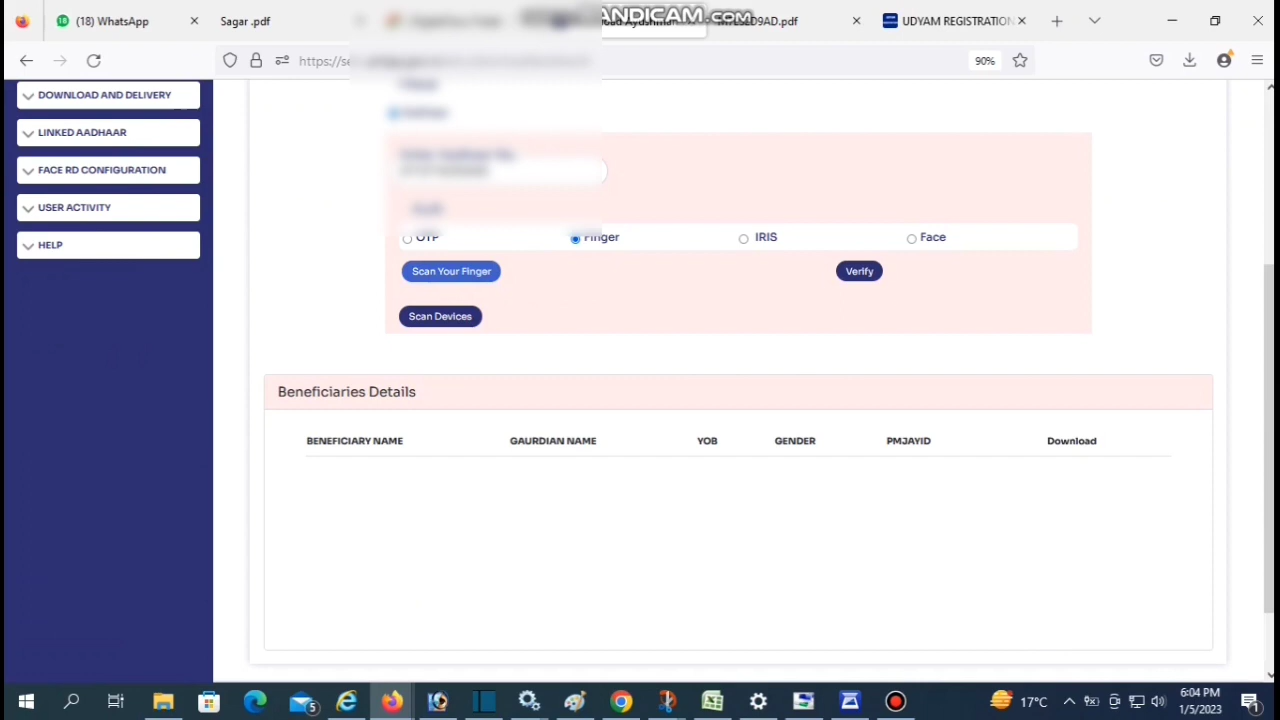 (18) WhatsApp
Sagar .pdf
ANDICAM.COM
UDYAM REGISTRATION
https://se
90%
DOWNLOAD AND DELIVERY
LINKED AADHAAR
FACE RD CONFIGURATION
USER ACTIVITY
HELP
OTP
Finger
IRIS
Face
Scan Your Finger
Verify
Scan Devices
Beneficiaries Details
BENEFICIARY NAME
GAURDIAN NAME
YOB
GENDER
PMJAYID
Download
5
17°C
6:04 PM
1/5/2023
1